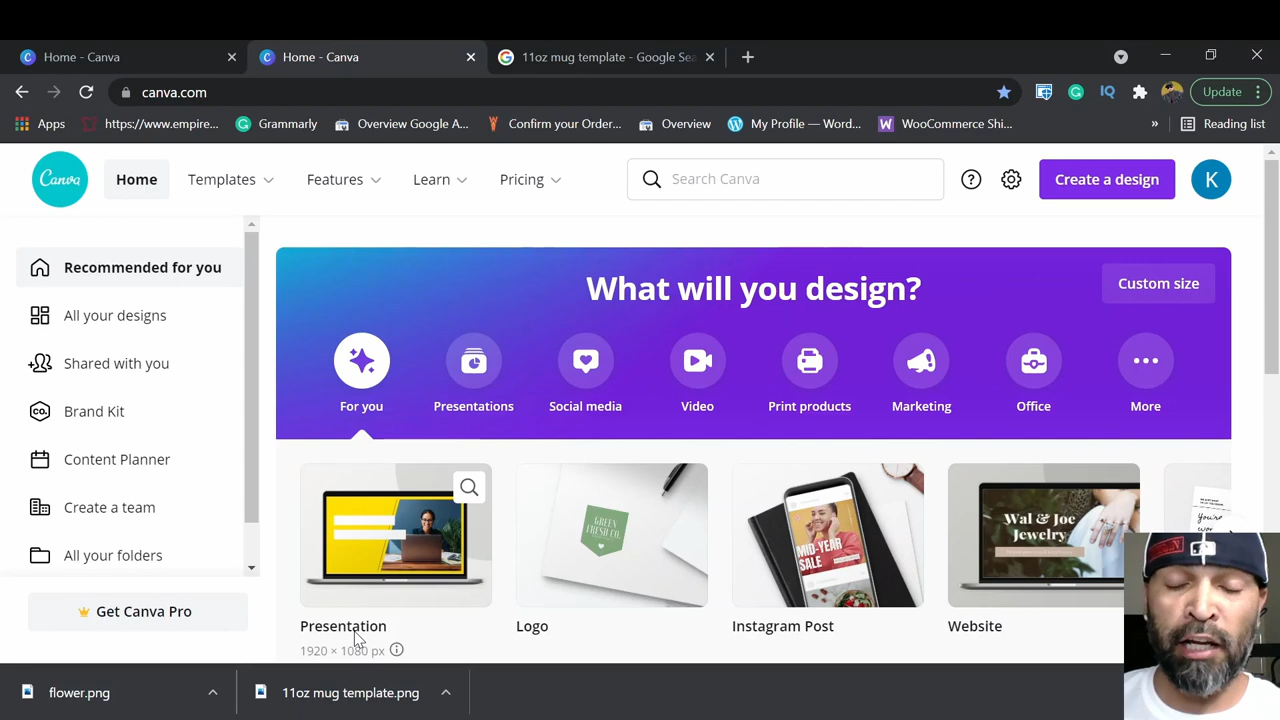 Home - Canva
Home - Canva
11oz mug template - Google Sea
canva.com
Update
Apps
https://www.empire...
Grammarly
Overview Google A...
Confirm your Order...
Overview
My Profile — Word...
WooCommerce Shi...
»
Reading list
Canva
Home
Templates
Features
Learn
Pricing
Search Canva
Create a design
K
Recommended for you
All your designs
Shared with you
Brand Kit
Content Planner
Create a team
All your folders
Get Canva Pro
What will you design?
Custom size
For you
Presentations
Social media
Video
Print products
Marketing
Office
More
GREEN
FRESH CO.
MID-YEAR
SALE
Wal & Joe
Jewelry
Presentation
Logo
Instagram Post
Website
1920 × 1080 px
flower.png
11oz mug template.png